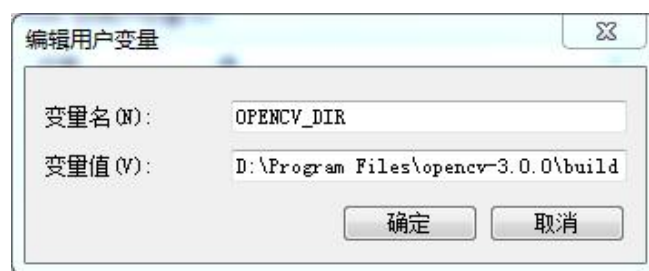 编辑用户变量
变量名(N): OPENCV_DIR
变量值(V): D:\Program Files\opencv-3.0.0\build
确定 取消